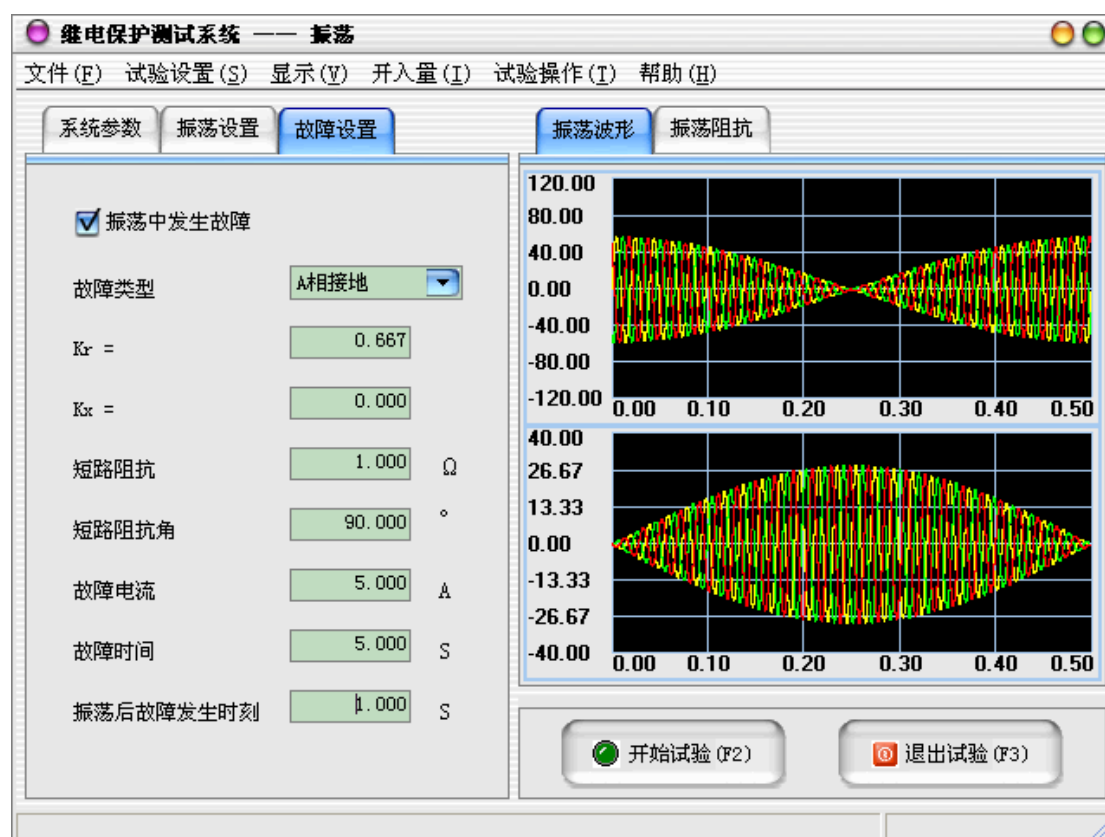 继电保护测试系统 —— 振荡
文件(F) 试验设置(S) 显示(V) 开入量(I) 试验操作(T) 帮助(H)
系统参数 振荡设置 故障设置
振荡中发生故障
故障类型 A相接地
Kr = 0.667
Kx = 0.000
短路阻抗 1.000 Ω
短路阻抗角 90.000 °
故障电流 5.000 A
故障时间 5.000 S
振荡后故障发生时刻 1.000 S
振荡波形 振荡阻抗
120.00
80.00
40.00
0.00
-40.00
-80.00
-120.00
0.00 0.10 0.20 0.30 0.40 0.50
40.00
26.67
13.33
0.00
-13.33
-26.67
-40.00
0.00 0.10 0.20 0.30 0.40 0.50
开始试验(F2) 退出试验(F3)